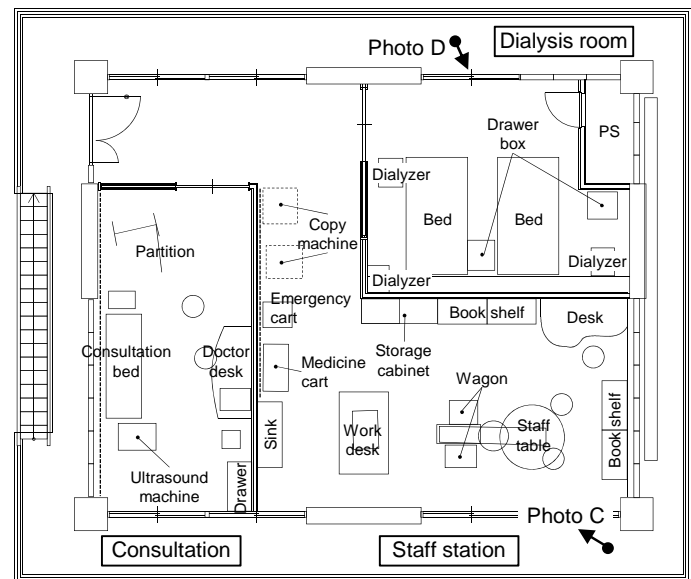 Photo D
Dialysis room
Drawer
box
PS
Dialyzer
Bed
Bed
Copy
machine
Partition
Dialyzer
Dialyzer
Emergency
cart
Book shelf
Desk
Consultation
bed
Doctor
desk
Storage
cabinet
Medicine
cart
Wagon
Sink
Work
desk
Staff
table
Book shelf
Ultrasound
machine
Drawer
Photo C
Consultation
Staff station